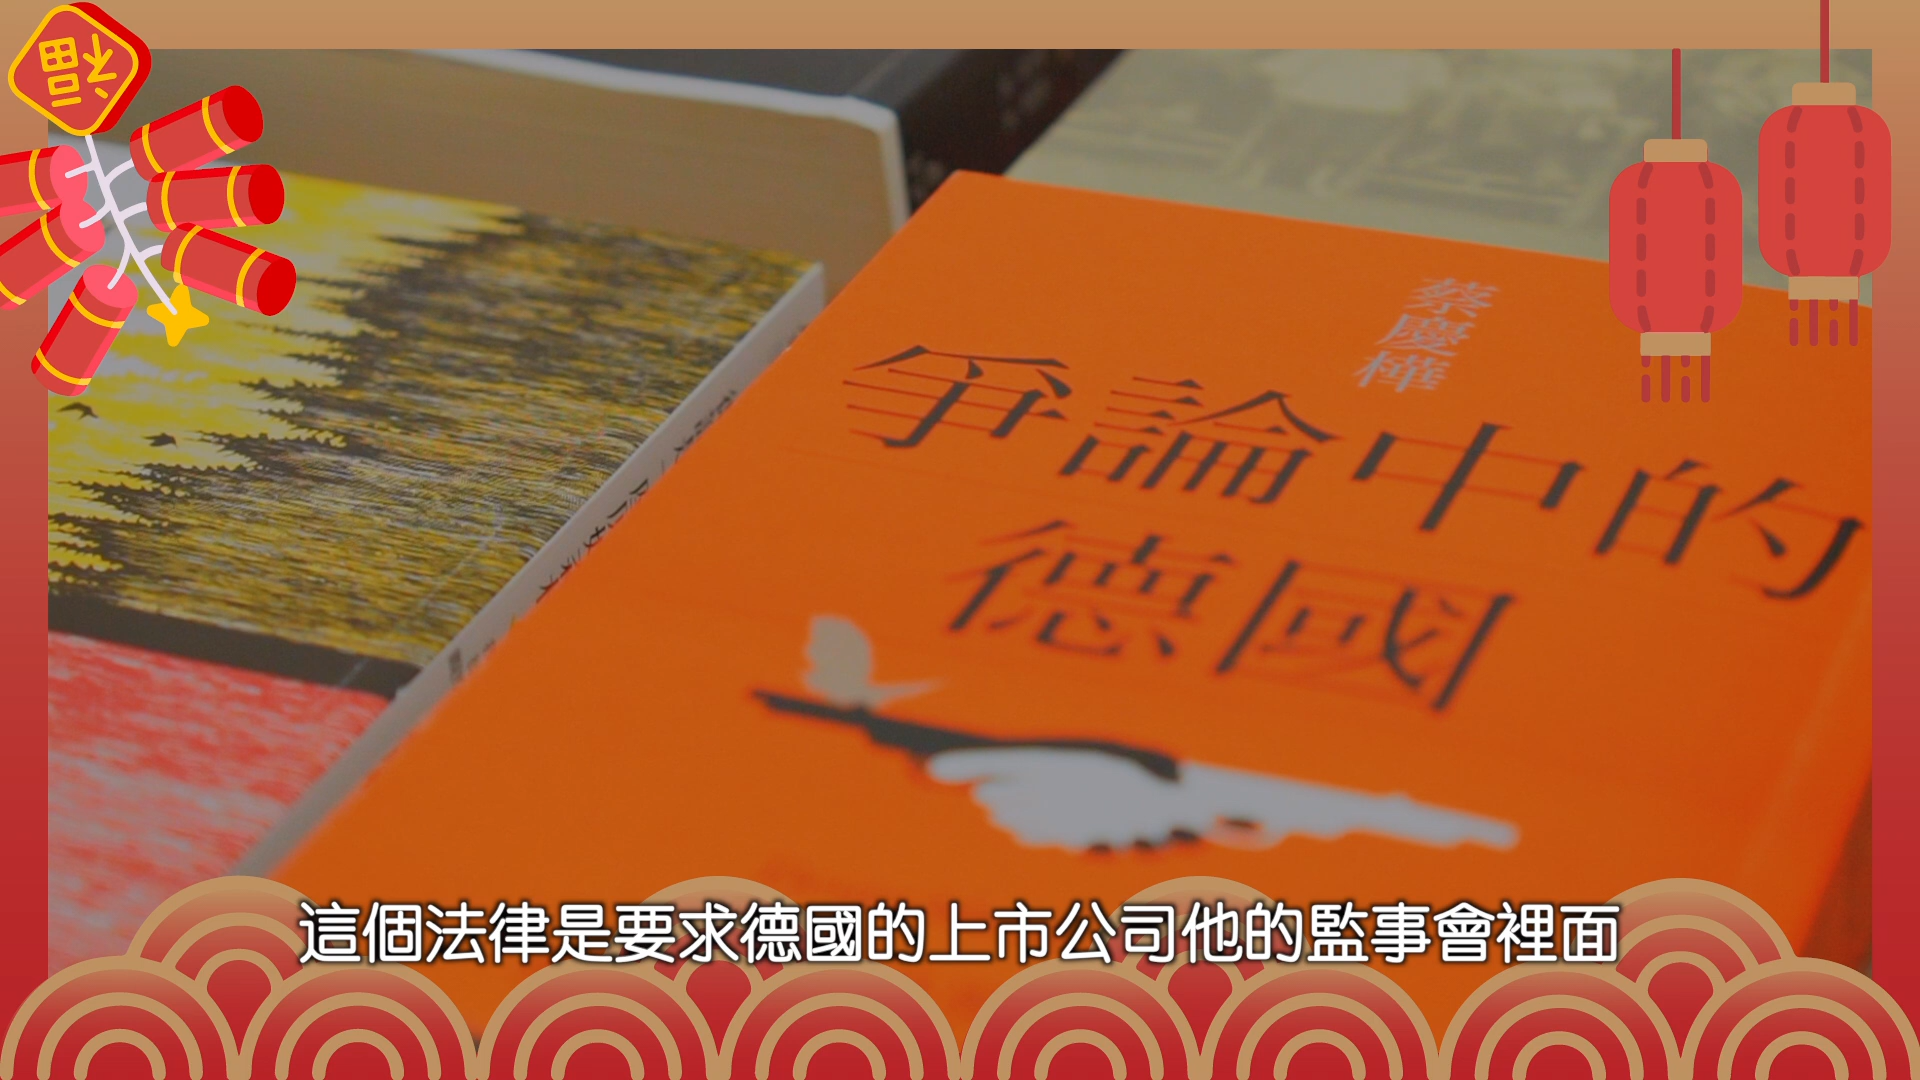 福
蔡慶樺
爭論中的
德國
這個法律是要求德國的上市公司他的監事會裡面